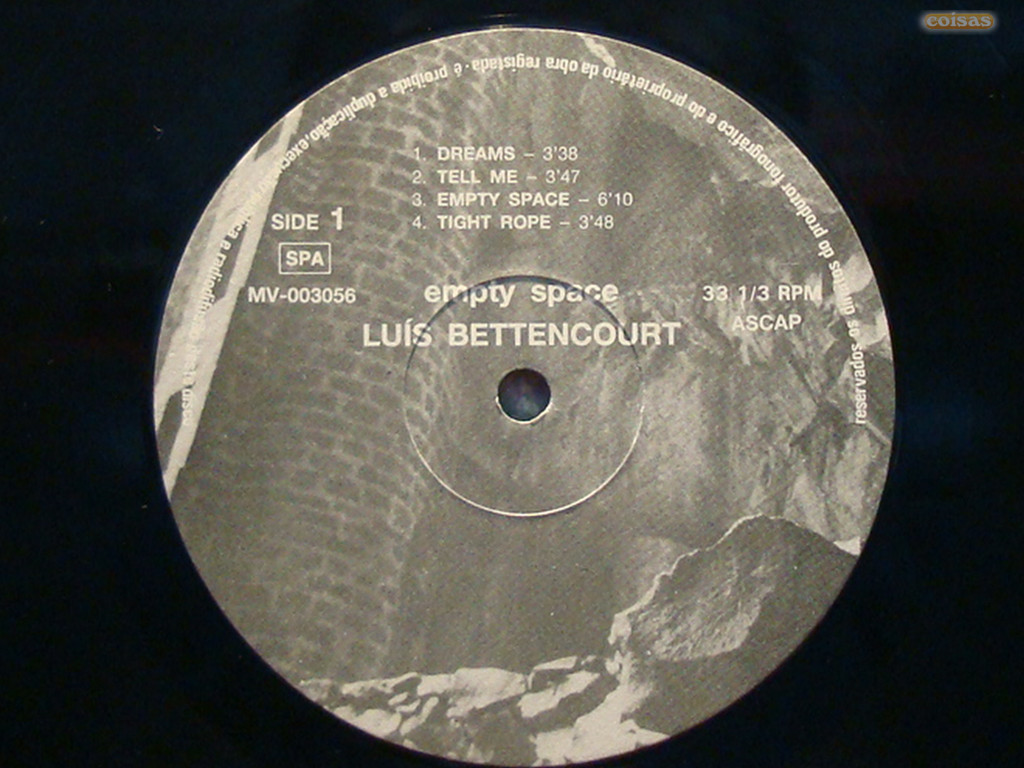 coisas
reservados os direitos do produtor fonográfico e do proprietário da obra registada - é proibida a duplicação, execução
1. DREAMS – 3'38
2. TELL ME – 3'47
3. EMPTY SPACE – 6'10
4. TIGHT ROPE – 3'48
SIDE 1
SPA
MV-003056
empty space
LUÍS BETTENCOURT
33 1/3 RPM
ASCAP